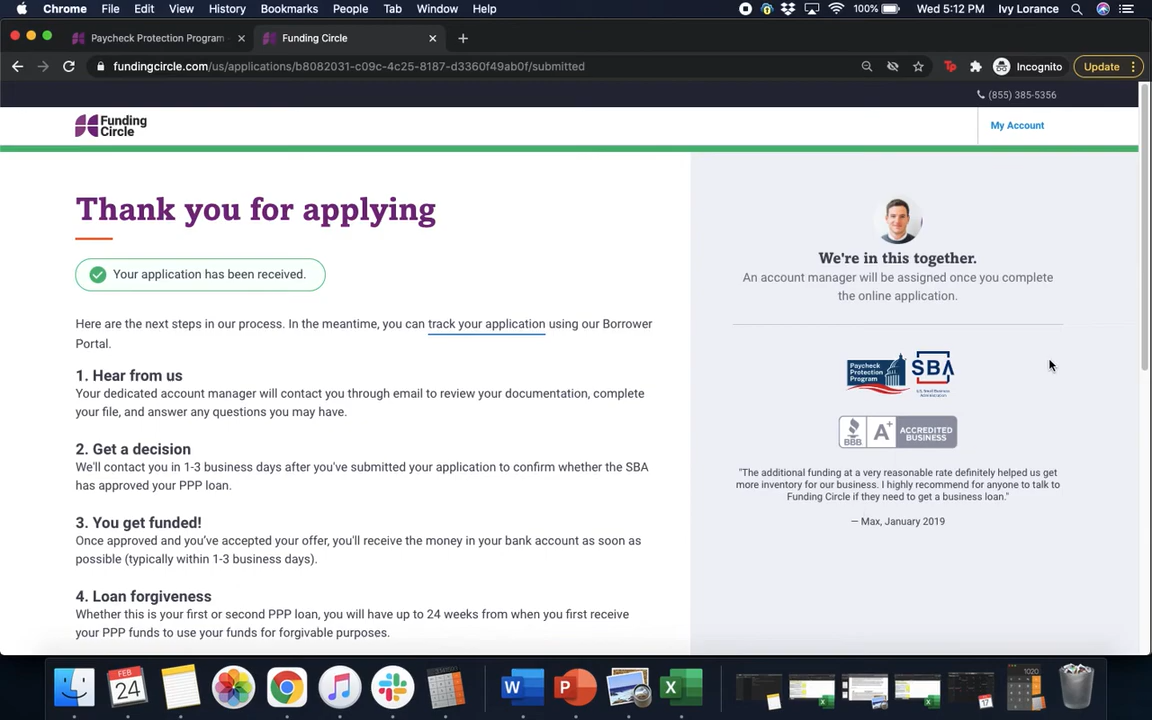 Chrome File Edit View History Bookmarks People Tab Window Help 100% Wed 5:12 PM Ivy Lorance
Paycheck Protection Program Funding Circle
fundingcircle.com/us/applications/b8082031-c09c-4c25-8187-d3360f49ab0f/submitted Incognito Update
(855) 385-5356
Funding
Circle
My Account
Thank you for applying
Your application has been received.
Here are the next steps in our process. In the meantime, you can track your application using our Borrower
Portal.
1. Hear from us
Your dedicated account manager will contact you through email to review your documentation, complete
your file, and answer any questions you may have.
2. Get a decision
We'll contact you in 1-3 business days after you've submitted your application to confirm whether the SBA
has approved your PPP loan.
3. You get funded!
Once approved and you've accepted your offer, you'll receive the money in your bank account as soon as
possible (typically within 1-3 business days).
4. Loan forgiveness
Whether this is your first or second PPP loan, you will have up to 24 weeks from when you first receive
your PPP funds to use your funds for forgivable purposes.
We're in this together.
An account manager will be assigned once you complete
the online application.
Paycheck
Protection
Program
SBA
U.S. Small Business
Administration
BBB A+ ACCREDITED
BUSINESS
"The additional funding at a very reasonable rate definitely helped us get
more inventory for our business. I highly recommend for anyone to talk to
Funding Circle if they need to get a business loan."
— Max, January 2019
FEB
24
W P X
17
1020